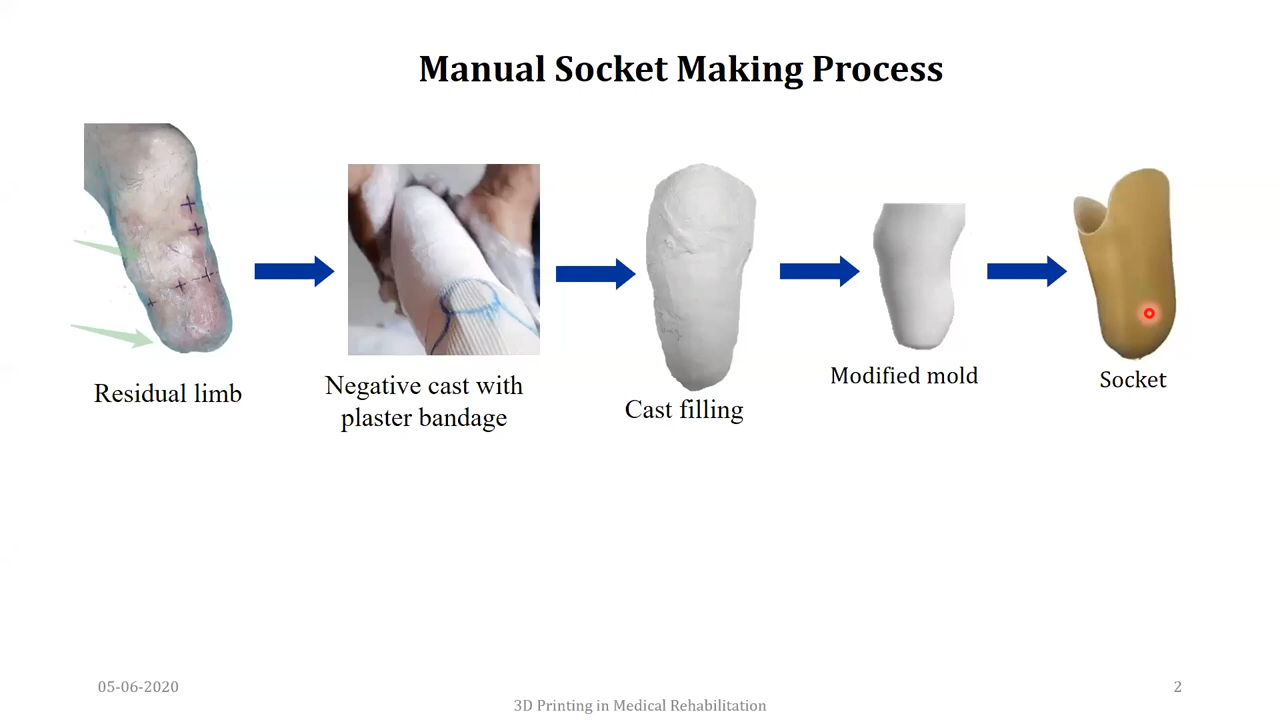 Manual Socket Making Process
Residual limb
Negative cast with
plaster bandage
Cast filling
Modified mold
Socket
05-06-2020
3D Printing in Medical Rehabilitation
2